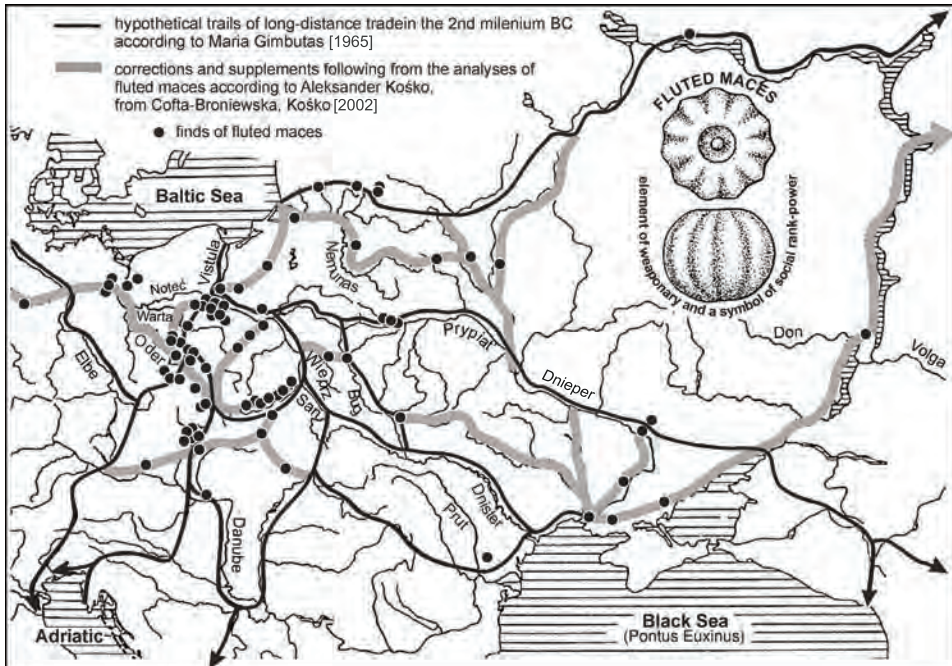 hypothetical trails of long-distance tradein the 2nd milenium BC
according to Maria Gimbutas [1965]
corrections and supplements following from the analyses of
fluted maces according to Aleksander Kośko,
from Cofta-Broniewska, Kośko [2002]
finds of fluted maces
FLUTED MACES
element of weaponary and a symbol of social rank-power
Baltic Sea
Vistula
Nemunas
Noteć
Warta
Oder
Elbe
Prypiat
Don
Volga
Wieprz
Bug
San
Dnieper
Dnister
Prut
Danube
Adriatic
Black Sea
(Pontus Euxinus)